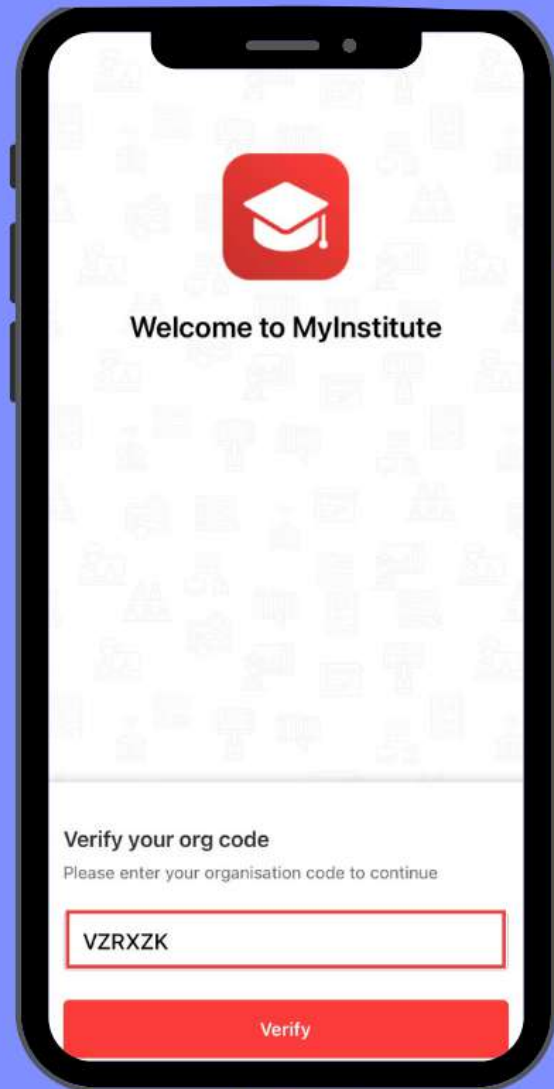 Welcome to MyInstitute
Verify your org code
Please enter your organisation code to continue
VZRXZK
Verify